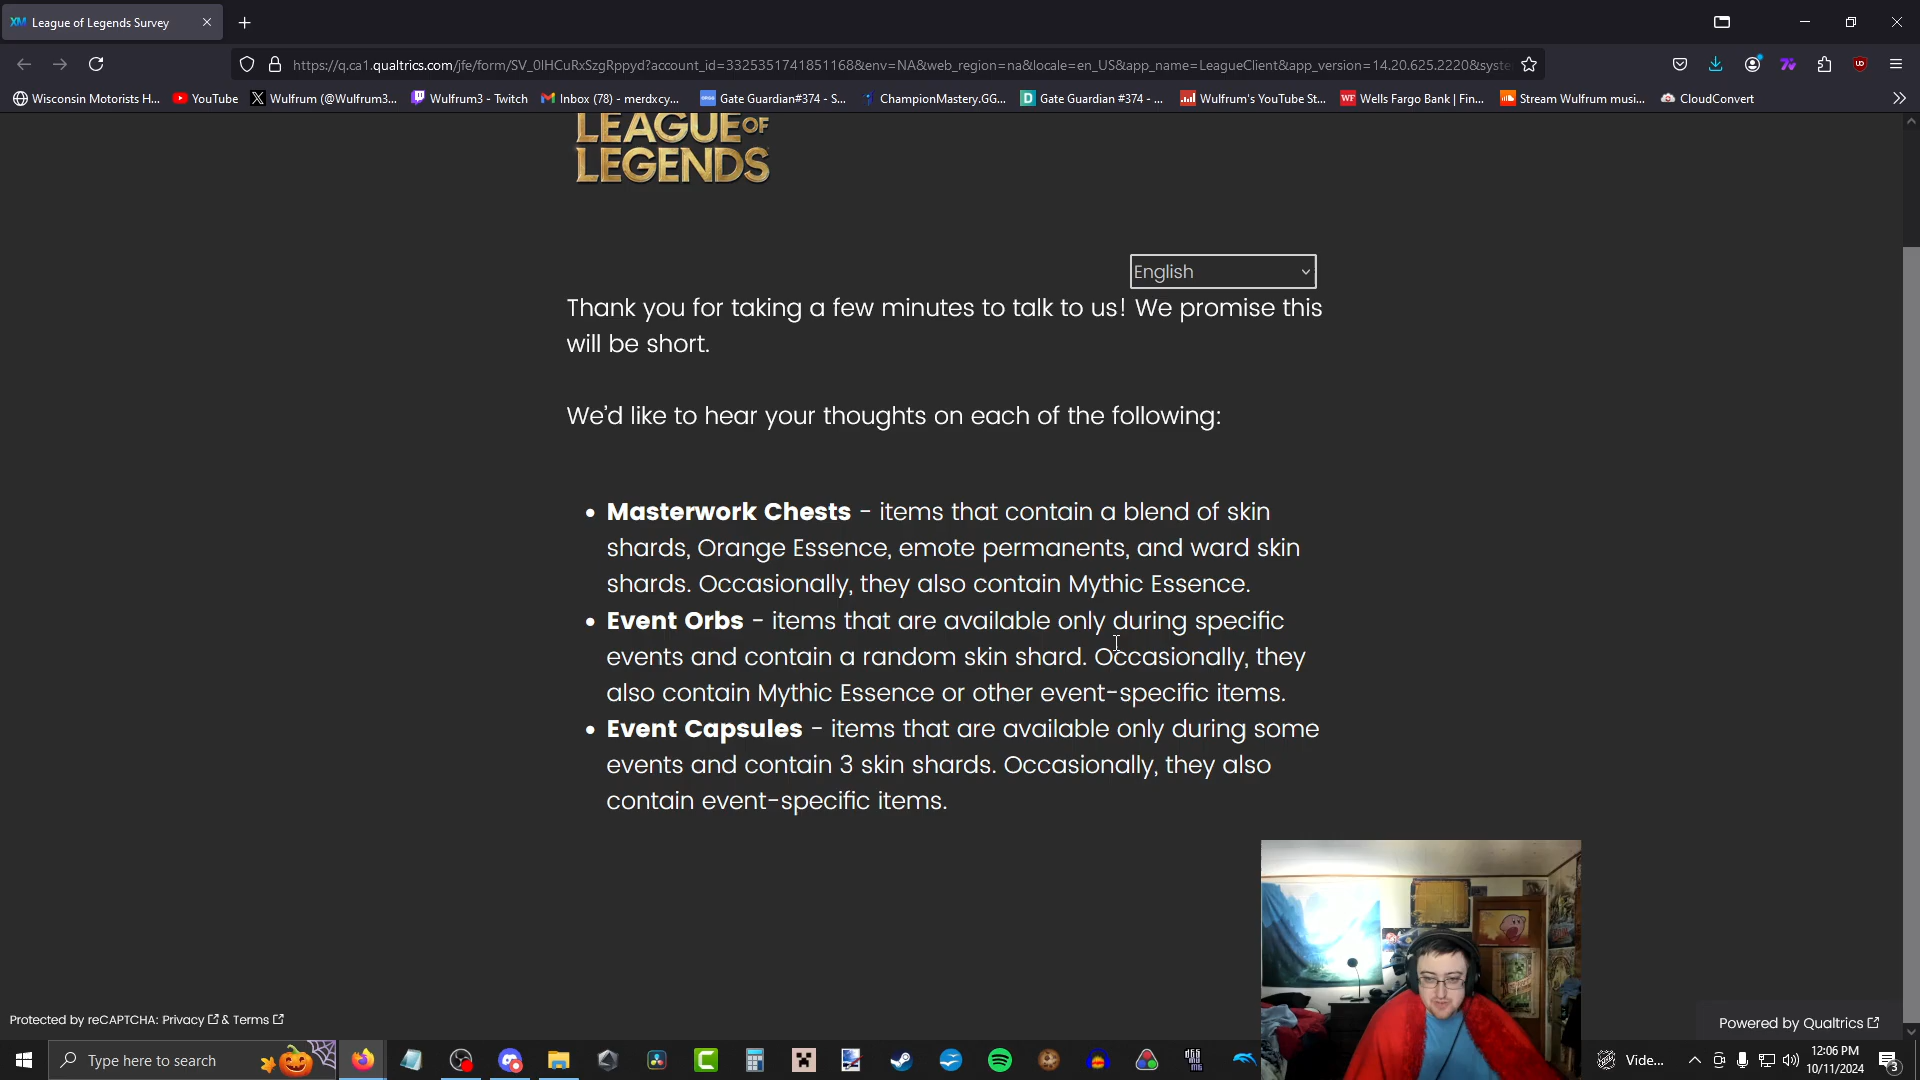 League of Legends Survey
https://q.ca1.qualtrics.com/jfe/form/SV_0lHCuRxSzgRppyd?account_id=3325351741851168&env=NA&web_region=na&locale=en_US&app_name=LeagueClient&app_version=14.20.625.2220&syste
Wisconsin Motorists H...
YouTube
Wulfrum (@Wulfrum3...
Wulfrum3 - Twitch
Inbox (78) - merdxcy...
Gate Guardian#374 - S...
ChampionMastery.GG...
Gate Guardian #374 - ...
Wulfrum's YouTube St...
Wells Fargo Bank | Fin...
Stream Wulfrum musi...
CloudConvert
LEAGUE OF
LEGENDS
English
Thank you for taking a few minutes to talk to us! We promise this
will be short.
We'd like to hear your thoughts on each of the following:
• Masterwork Chests - items that contain a blend of skin
shards, Orange Essence, emote permanents, and ward skin
shards. Occasionally, they also contain Mythic Essence.
• Event Orbs - items that are available only during specific
events and contain a random skin shard. Occasionally, they
also contain Mythic Essence or other event-specific items.
• Event Capsules - items that are available only during some
events and contain 3 skin shards. Occasionally, they also
contain event-specific items.
Protected by reCAPTCHA: Privacy & Terms
Powered by Qualtrics
Type here to search
Vide...
12:06 PM
10/11/2024
3